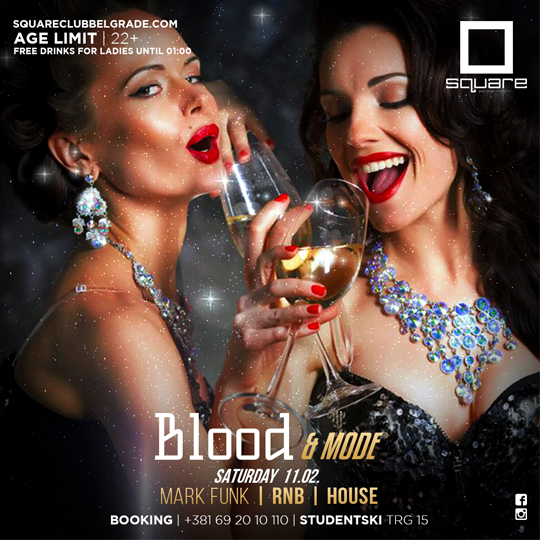 SQUARECLUBBELGRADE.COM
AGE LIMIT | 22+
FREE DRINKS FOR LADIES UNTIL 01:00
square
Blood & MODE
SATURDAY 11.02.
MARK FUNK | RNB | HOUSE
BOOKING | +381 69 20 10 110 | STUDENTSKI TRG 15